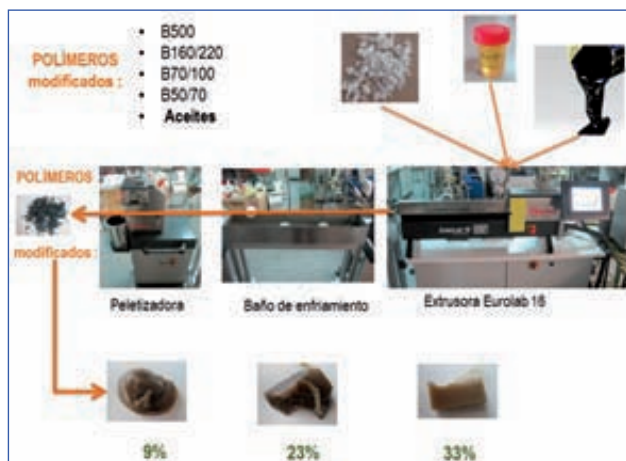 POLÍMEROS
modificados :
• B500
• B160/220
• B70/100
• B50/70
• Aceites
POLÍMEROS
modificados :
Peletizadora
Baño de enfriamiento
Extrusora Eurolab 16
9%
23%
33%